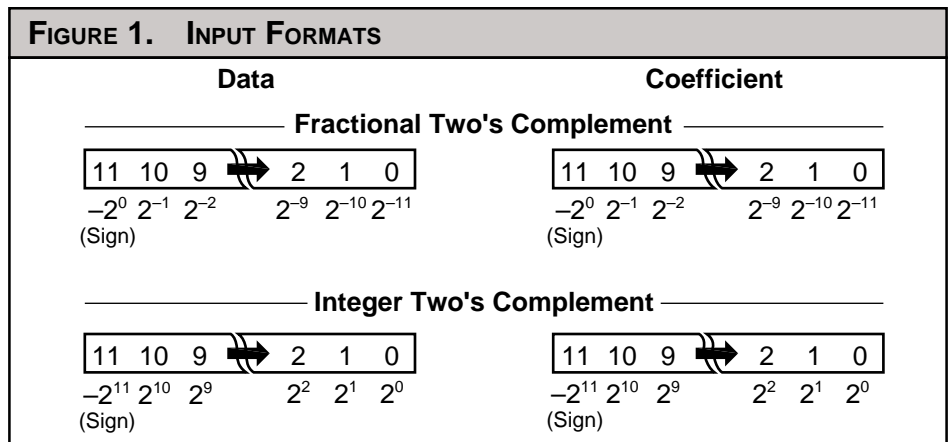 FIGURE 1. INPUT FORMATS
Data Coefficient
Fractional Two's Complement
11 10 9 2 1 0 11 10 9 2 1 0
–2⁰ 2⁻¹ 2⁻² 2⁻⁹ 2⁻¹⁰ 2⁻¹¹ –2⁰ 2⁻¹ 2⁻² 2⁻⁹ 2⁻¹⁰ 2⁻¹¹
(Sign) (Sign)
Integer Two's Complement
11 10 9 2 1 0 11 10 9 2 1 0
–2¹¹ 2¹⁰ 2⁹ 2² 2¹ 2⁰ –2¹¹ 2¹⁰ 2⁹ 2² 2¹ 2⁰
(Sign) (Sign)